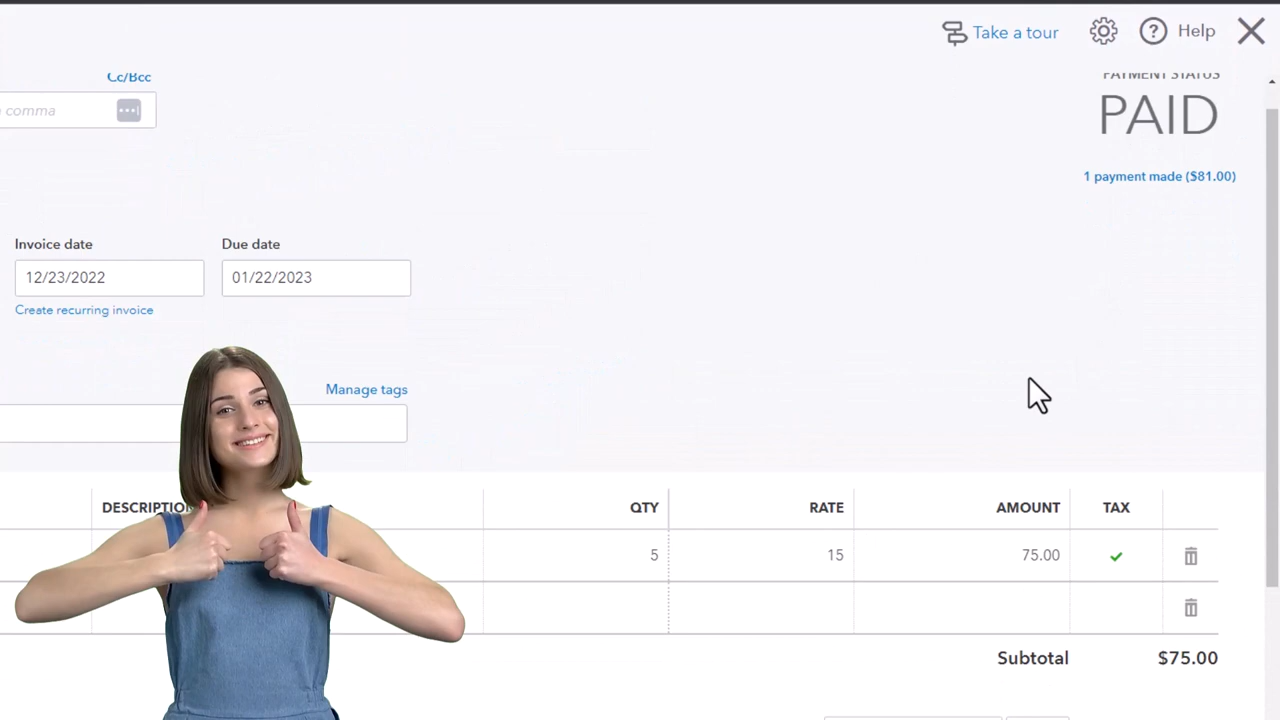 Take a tour
Help
Cc/Bcc
PAYMENT STATUS
comma
PAID
1 payment made ($81.00)
Invoice date
Due date
12/23/2022
01/22/2023
Create recurring invoice
Manage tags
DESCRIPTION QTY RATE AMOUNT TAX
5 15 75.00
Subtotal $75.00